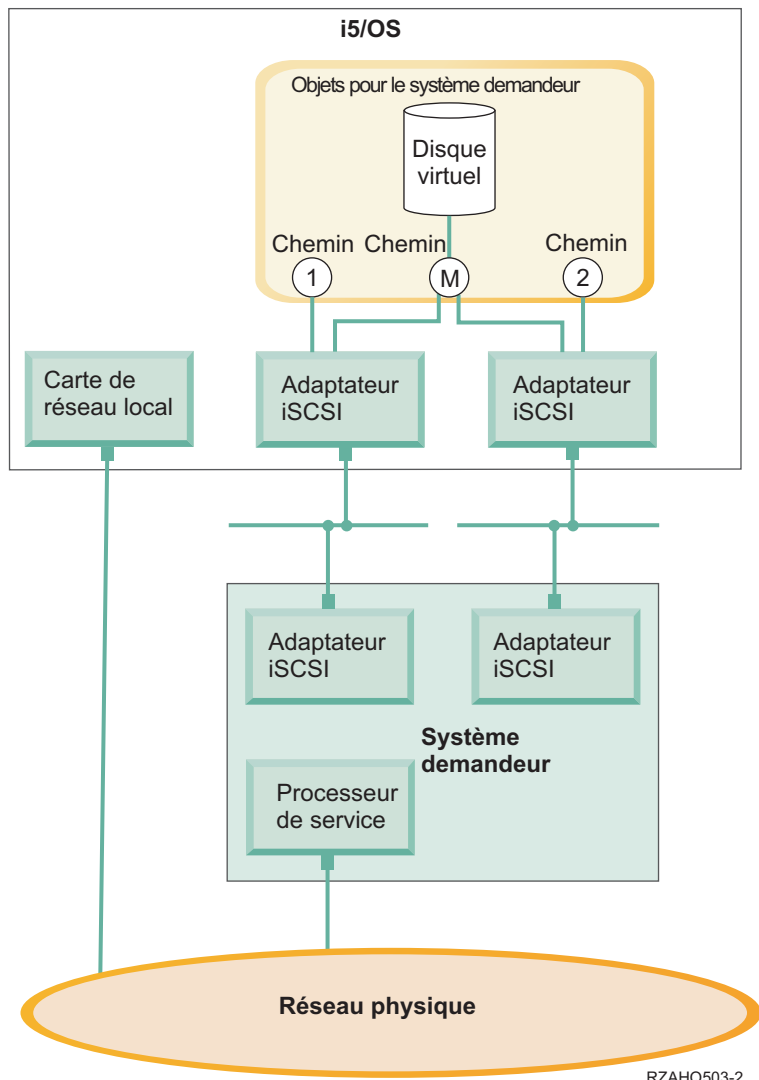 i5/OS
Objets pour le système demandeur
Disque
virtuel
Chemin Chemin Chemin
1 M 2
Carte de
réseau local
Adaptateur
iSCSI
Adaptateur
iSCSI
Adaptateur
iSCSI
Adaptateur
iSCSI
Système
demandeur
Processeur
de service
Réseau physique
RZAHQ503-2